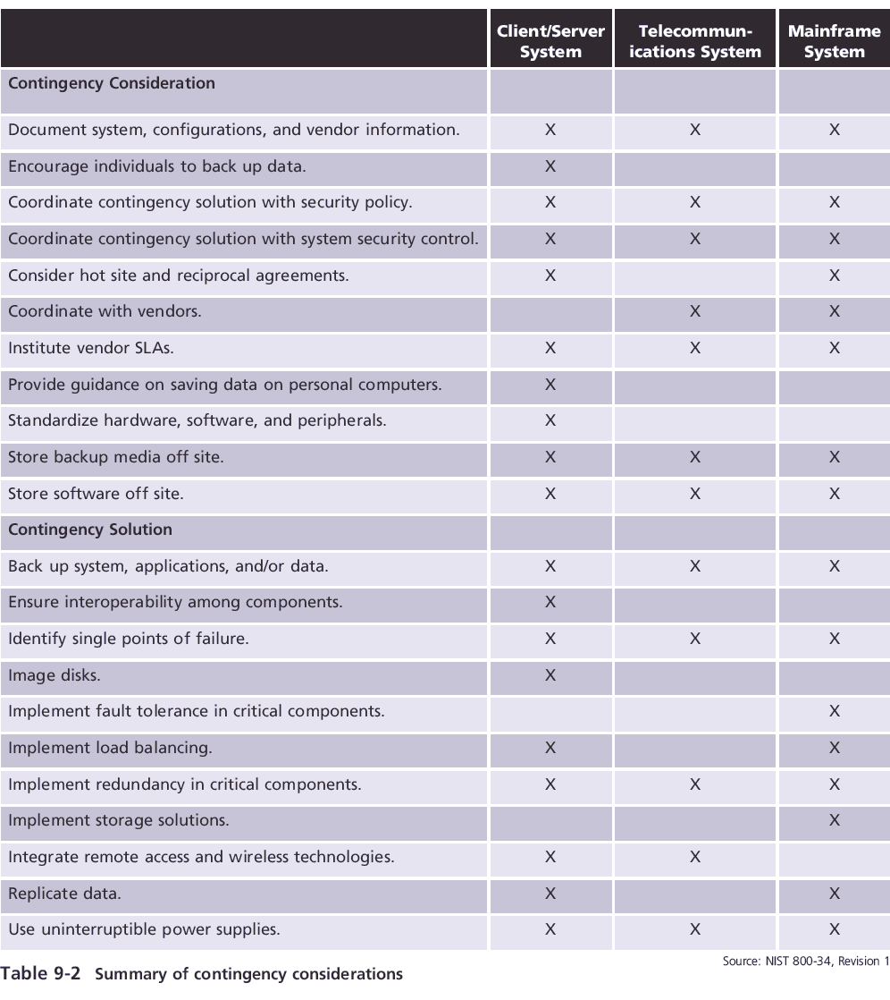 Client/Server Telecommun- Mainframe
System ications System System
Contingency Consideration
Document system, configurations, and vendor information. X X X
Encourage individuals to back up data. X
Coordinate contingency solution with security policy. X X X
Coordinate contingency solution with system security control. X X X
Consider hot site and reciprocal agreements. X X
Coordinate with vendors. X X
Institute vendor SLAs. X X X
Provide guidance on saving data on personal computers. X
Standardize hardware, software, and peripherals. X
Store backup media off site. X X X
Store software off site. X X X
Contingency Solution
Back up system, applications, and/or data. X X X
Ensure interoperability among components. X
Identify single points of failure. X X X
Image disks. X
Implement fault tolerance in critical components. X
Implement load balancing. X X
Implement redundancy in critical components. X X X
Implement storage solutions. X
Integrate remote access and wireless technologies. X X
Replicate data. X X
Use uninterruptible power supplies. X X X
Source: NIST 800-34, Revision 1
Table 9-2 Summary of contingency considerations